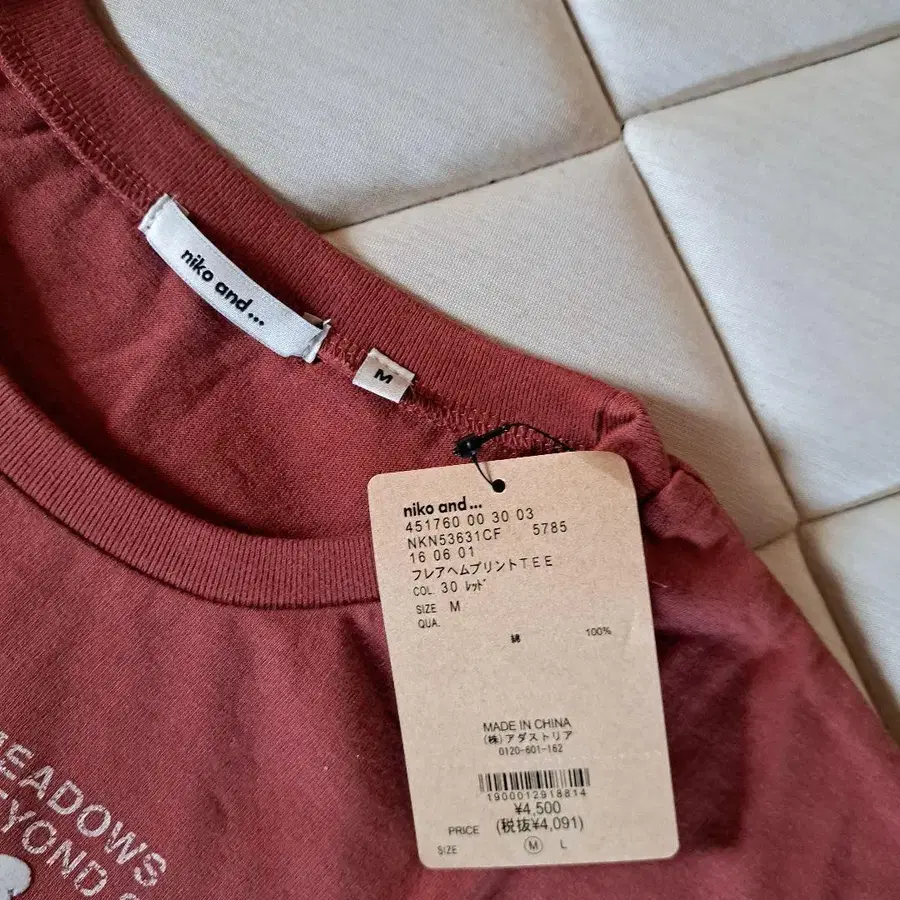 niko and...
M
niko and...
451760 00 30 03
NKN53631CF 5785
16 06 01
フレアヘムプリントTEE
COL. 30 レッド
SIZE M
QUA.
綿 100%
MADE IN CHINA
(株)アダストリア
0120-601-162
1900012918814
¥4,500
PRICE (税抜¥4,091)
SIZE M L
MEADOWS
EYOND